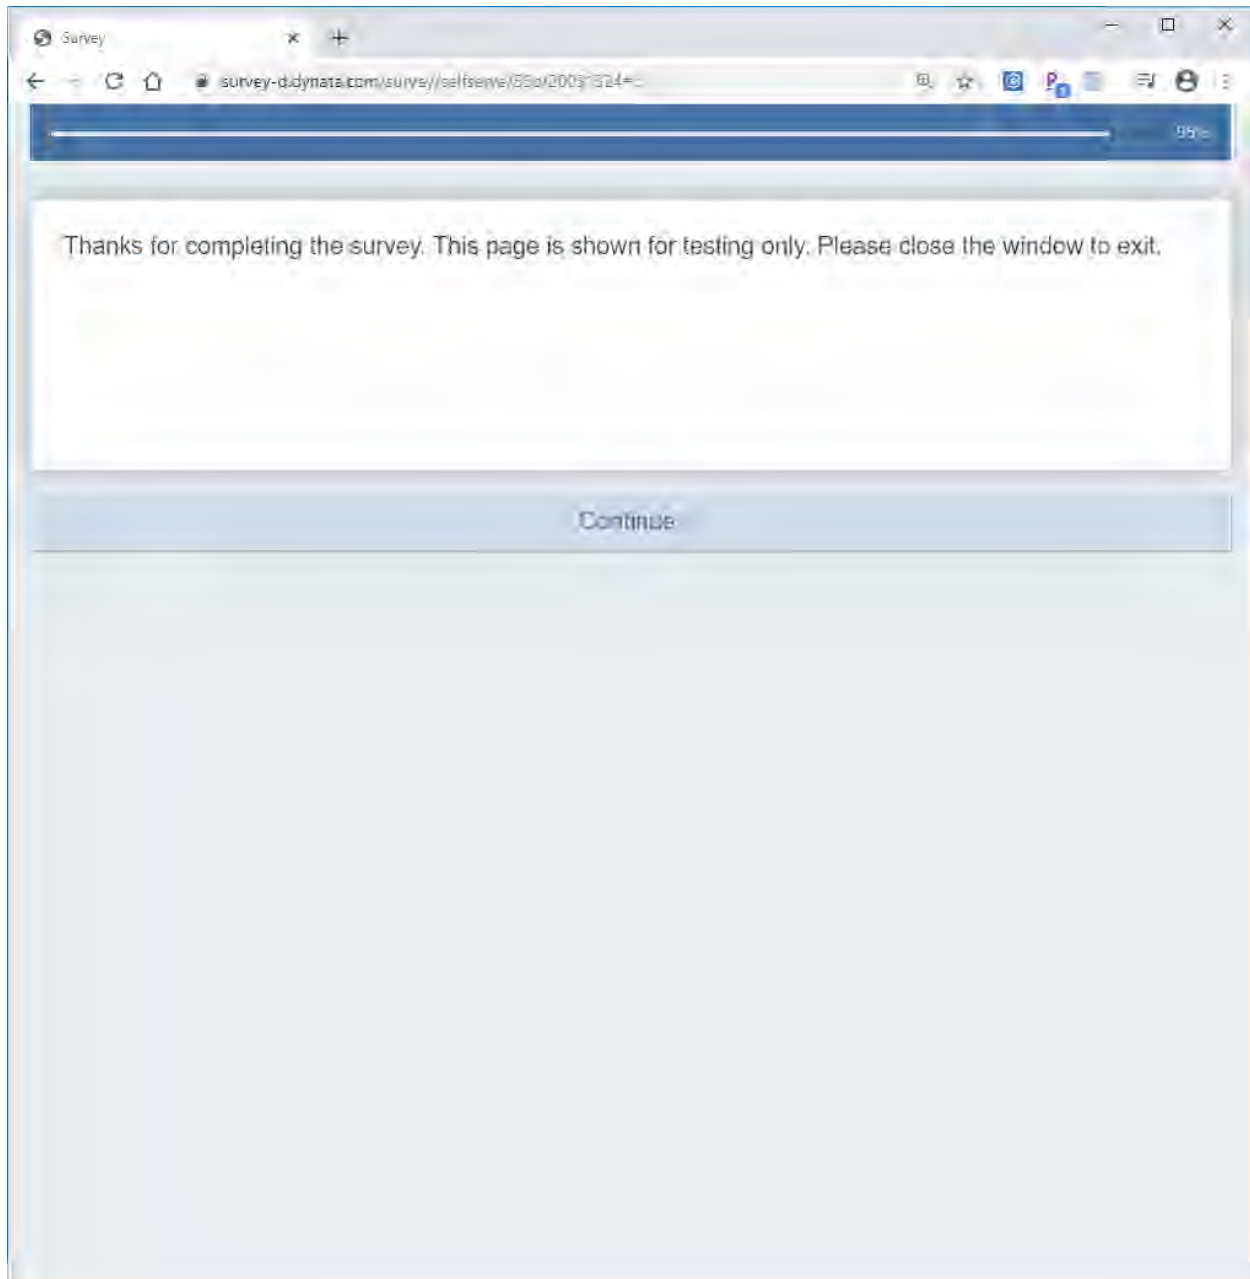 Survey
Thanks for completing the survey. This page is shown for testing only. Please close the window to exit.
Continue